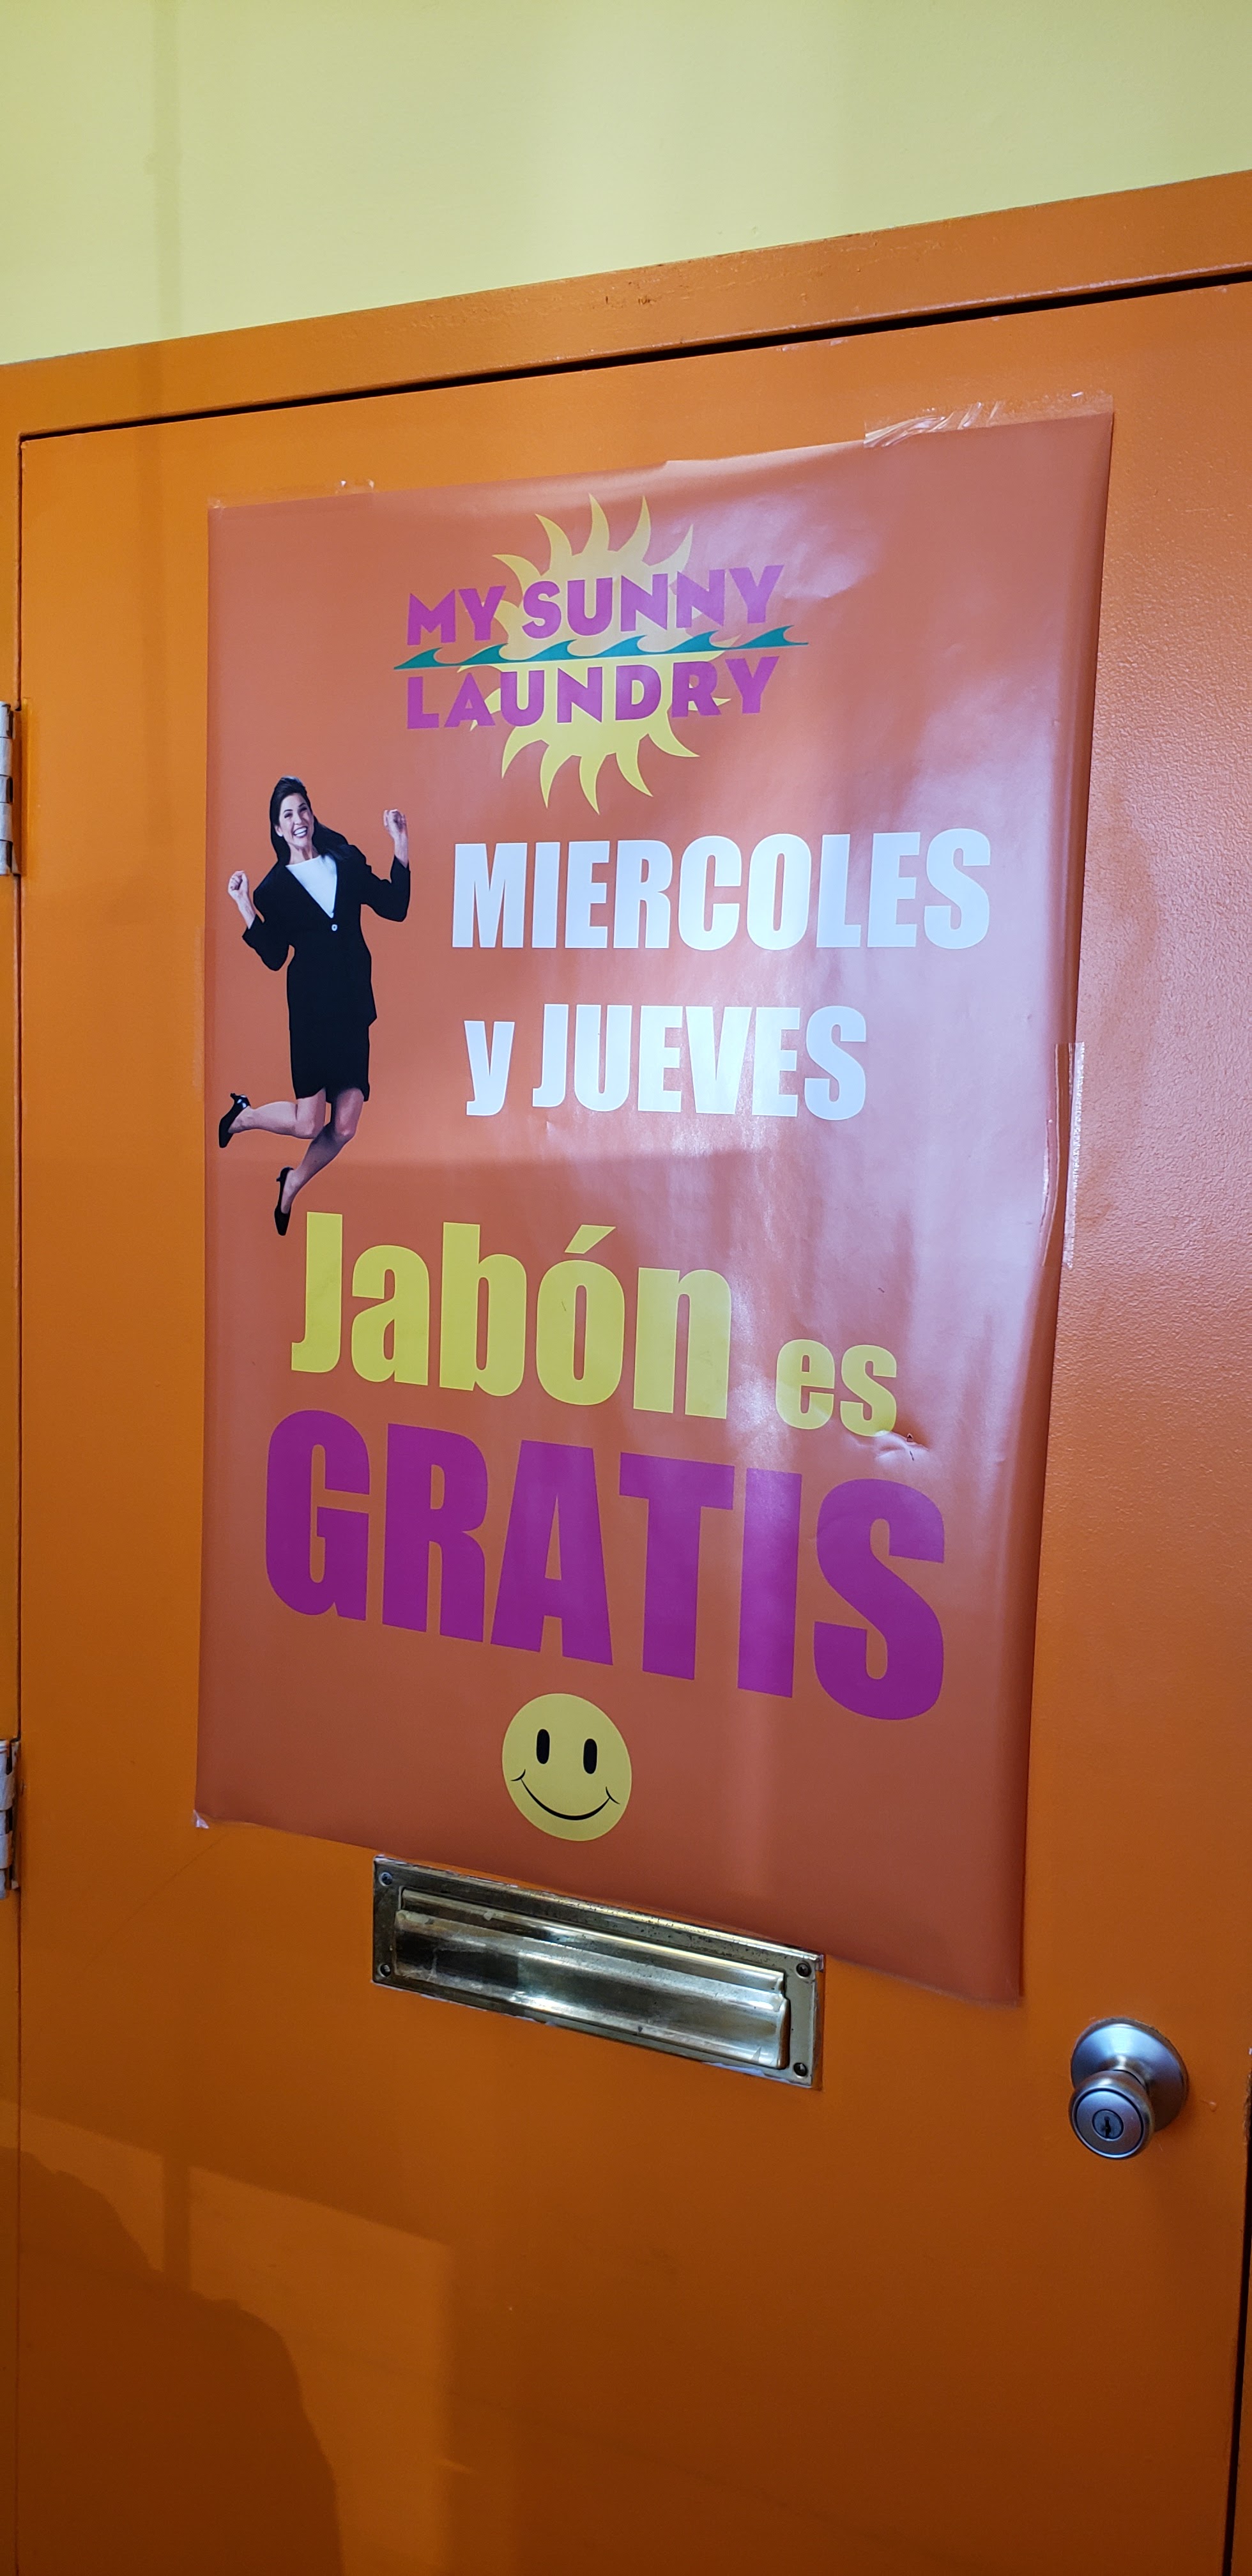 MY SUNNY
LAUNDRY
MIERCOLES
y JUEVES
Jabón es
GRATIS